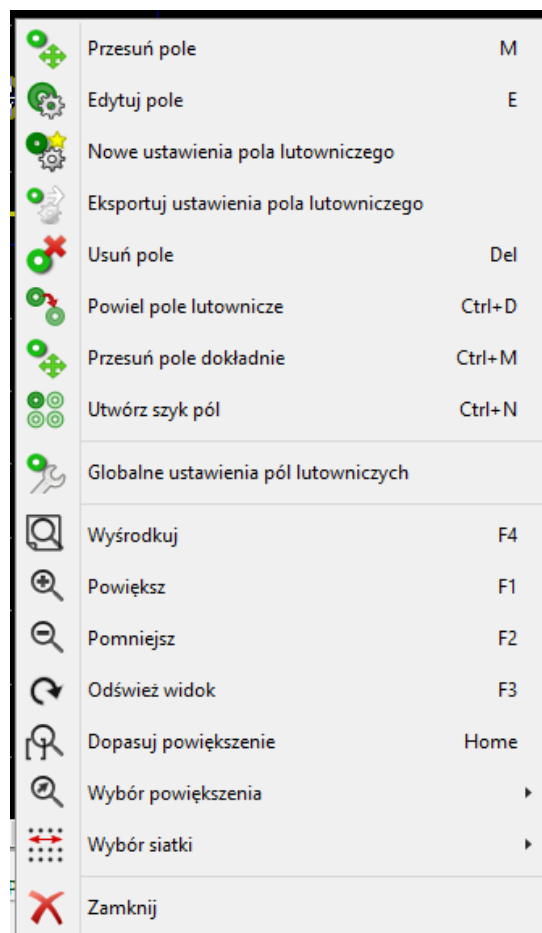 Przesuń pole M
Edytuj pole E
Nowe ustawienia pola lutowniczego
Eksportuj ustawienia pola lutowniczego
Usuń pole Del
Powiel pole lutownicze Ctrl+D
Przesuń pole dokładnie Ctrl+M
Utwórz szyk pól Ctrl+N
Globalne ustawienia pól lutowniczych
Wyśrodkuj F4
Powiększ F1
Pomniejsz F2
Odśwież widok F3
Dopasuj powiększenie Home
Wybór powiększenia
Wybór siatki
Zamknij